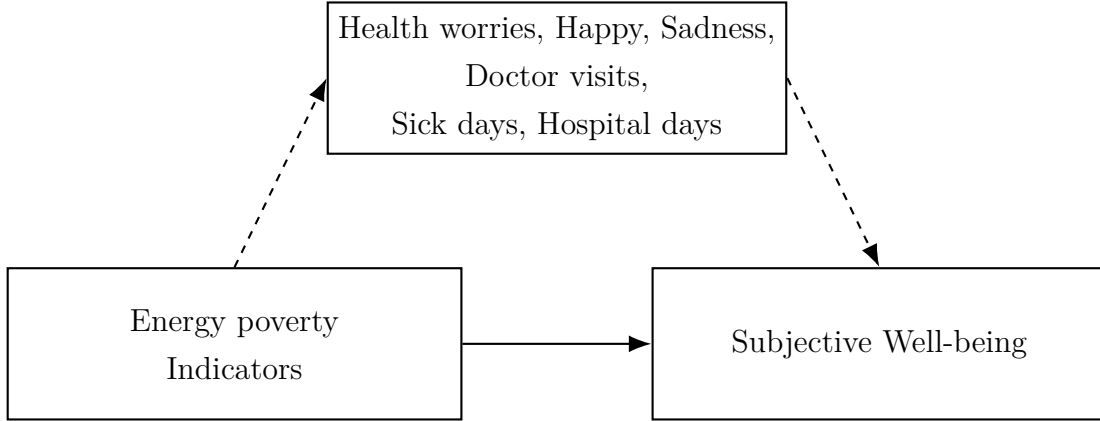 Health worries, Happy, Sadness,
Doctor visits,
Sick days, Hospital days
Energy poverty
Indicators
Subjective Well-being